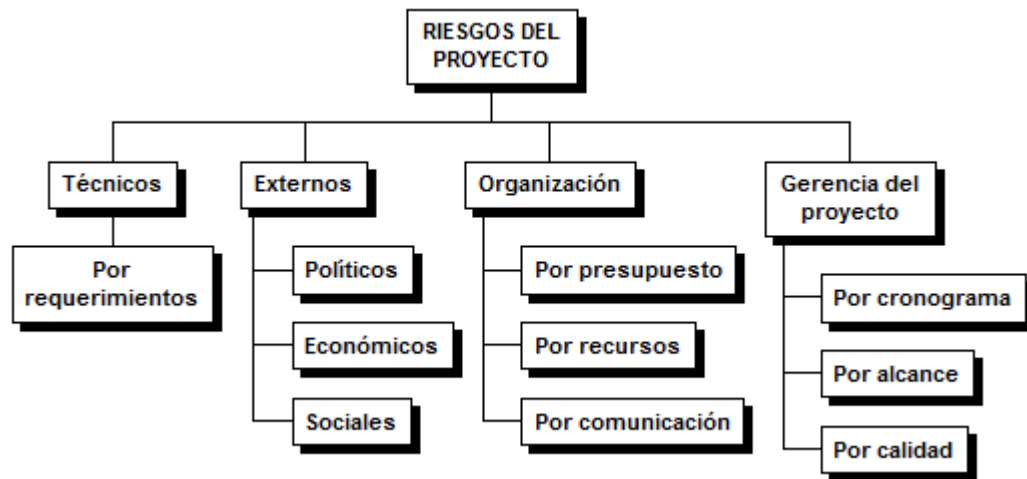 RIESGOS DEL
PROYECTO
Técnicos
Externos
Organización
Gerencia del
proyecto
Por
requerimientos
Políticos
Económicos
Sociales
Por presupuesto
Por recursos
Por comunicación
Por cronograma
Por alcance
Por calidad